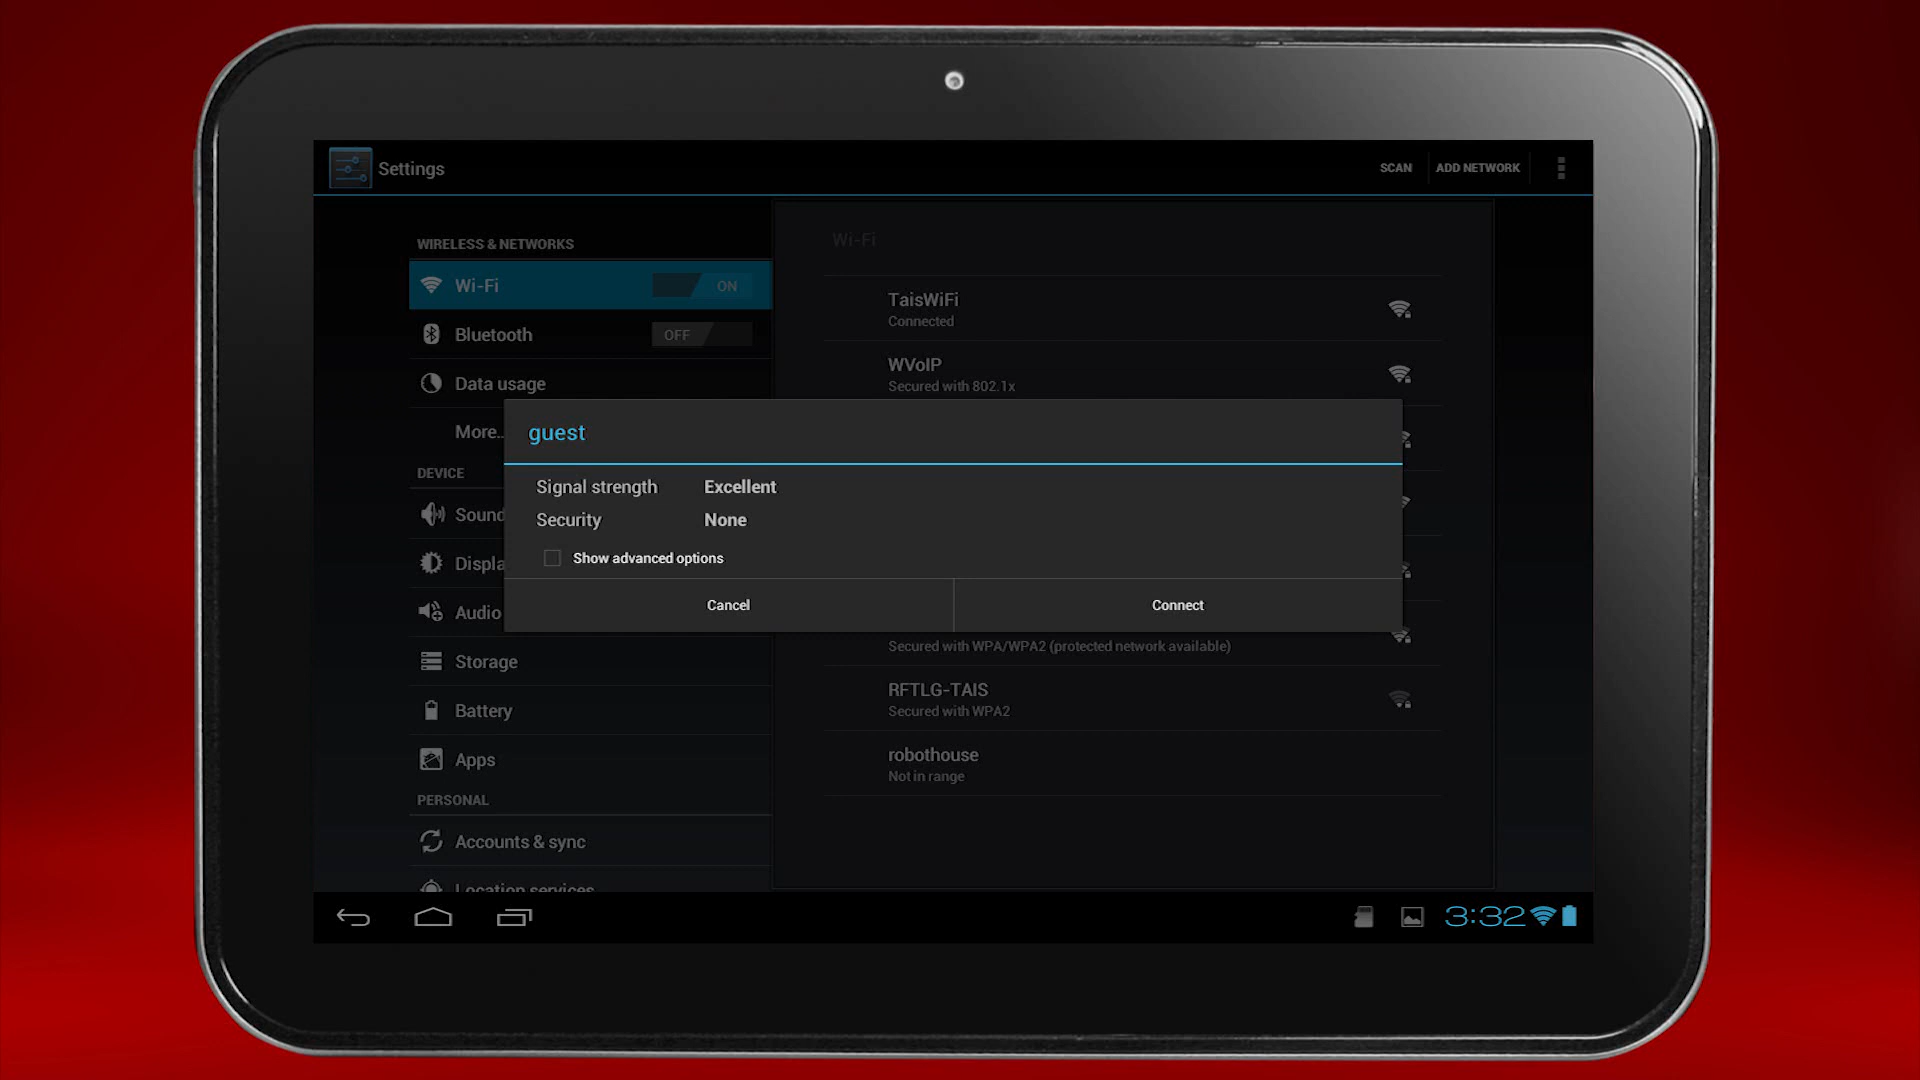 Settings
SCAN
ADD NETWORK
WIRELESS & NETWORKS
Wi-Fi
ON
Bluetooth
OFF
Data usage
More..
DEVICE
Sound
Audio
Storage
Battery
Apps
PERSONAL
Accounts & sync
Location services
Wi-Fi
TaisWiFi
Connected
WVoIP
Secured with 802.1x
guest
Signal strength Excellent
Security None
Show advanced options
Cancel
Connect
Secured with WPA/WPA2 (protected network available)
RFTLG-TAIS
Secured with WPA2
robothouse
Not in range
3:32